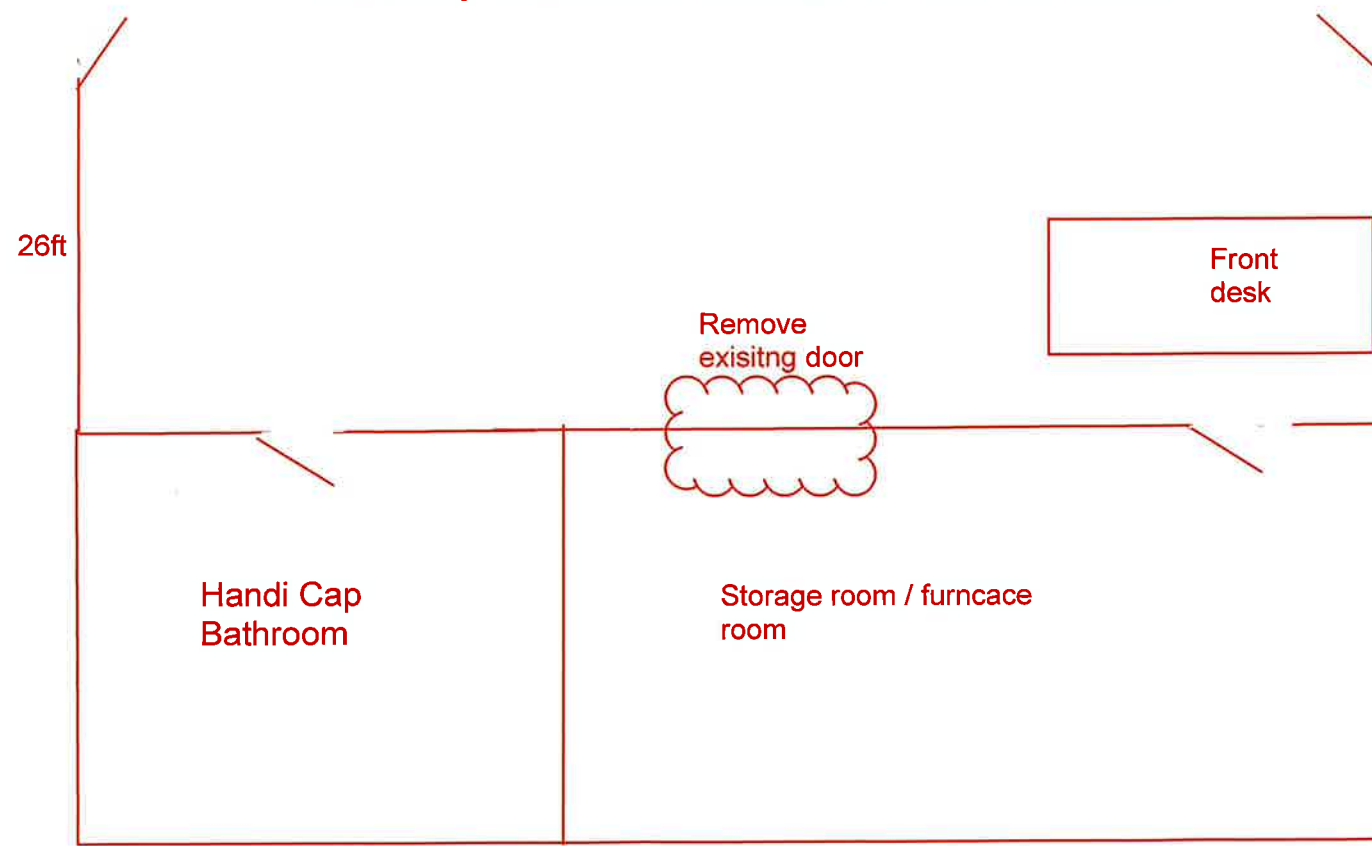 26ft
Front
desk
Remove
exisitng door
Handi Cap
Bathroom
Storage room / furncace
room